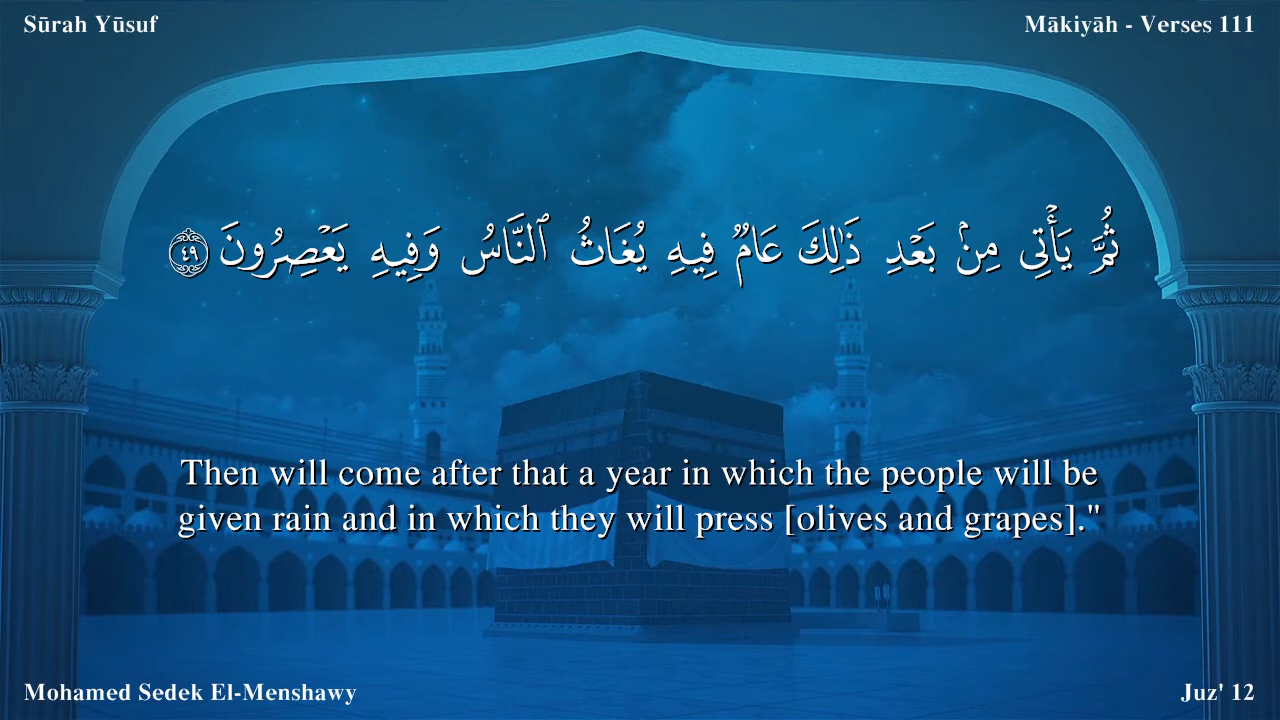 Sūrah Yūsuf
Mākiyāh - Verses 111
ثُمَّ يَأْتِى مِنۢ بَعْدِ ذَٰلِكَ عَامٌ فِيهِ يُغَاثُ ٱلنَّاسُ وَفِيهِ يَعْصِرُونَ ٤٩
Then will come after that a year in which the people will be
given rain and in which they will press [olives and grapes]."
Mohamed Sedek El-Menshawy
Juz' 12